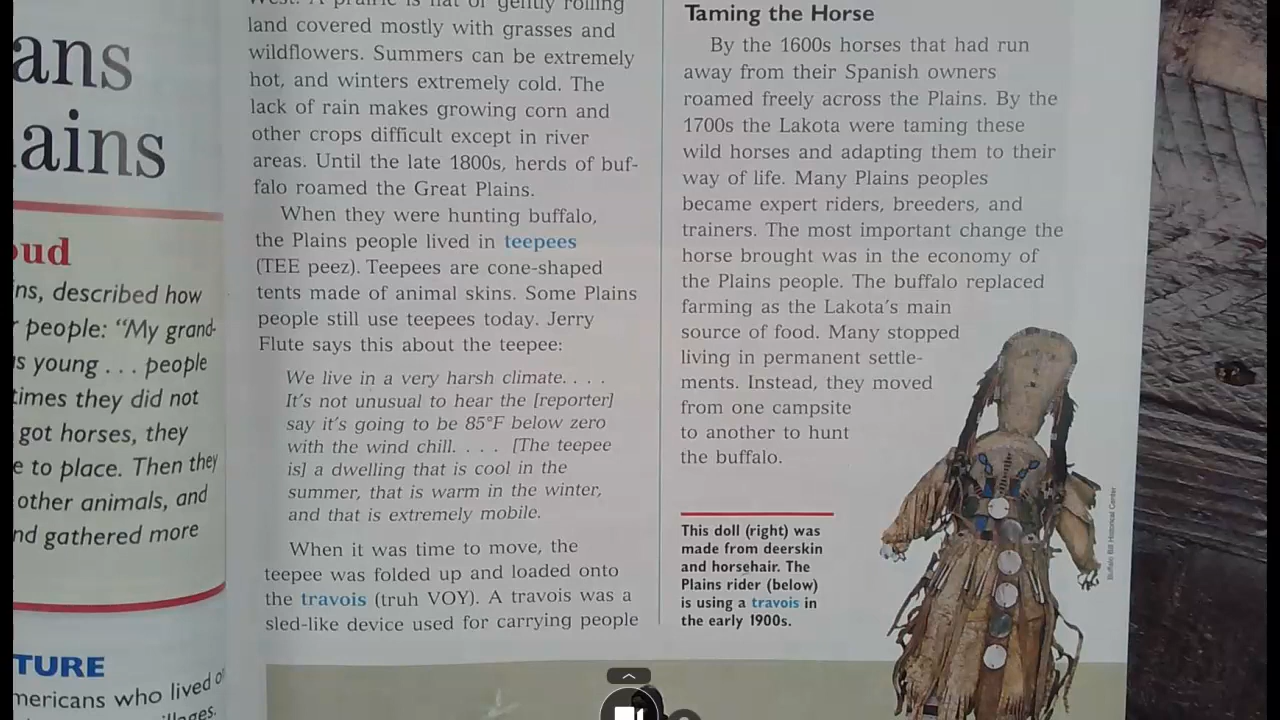 ans
ains
oud
ns, described how
people: “My grand-
s young . . . people
times they did not
got horses, they
e to place. Then they
other animals, and
nd gathered more
TURE
mericans who lived
West. A prairie is flat or gently rolling
land covered mostly with grasses and
wildflowers. Summers can be extremely
hot, and winters extremely cold. The
lack of rain makes growing corn and
other crops difficult except in river
areas. Until the late 1800s, herds of buf-
falo roamed the Great Plains.
When they were hunting buffalo,
the Plains people lived in teepees
(TEE peez). Teepees are cone-shaped
tents made of animal skins. Some Plains
people still use teepees today. Jerry
Flute says this about the teepee:
We live in a very harsh climate. . . .
It’s not unusual to hear the [reporter]
say it’s going to be 85°F below zero
with the wind chill. . . . [The teepee
is] a dwelling that is cool in the
summer, that is warm in the winter,
and that is extremely mobile.
When it was time to move, the
teepee was folded up and loaded onto
the travois (truh VOY). A travois was a
sled-like device used for carrying people
Taming the Horse
By the 1600s horses that had run
away from their Spanish owners
roamed freely across the Plains. By the
1700s the Lakota were taming these
wild horses and adapting them to their
way of life. Many Plains peoples
became expert riders, breeders, and
trainers. The most important change the
horse brought was in the economy of
the Plains people. The buffalo replaced
farming as the Lakota’s main
source of food. Many stopped
living in permanent settle-
ments. Instead, they moved
from one campsite
to another to hunt
the buffalo.
This doll (right) was
made from deerskin
and horsehair. The
Plains rider (below)
is using a travois in
the early 1900s.
Buffalo Bill Historical Center